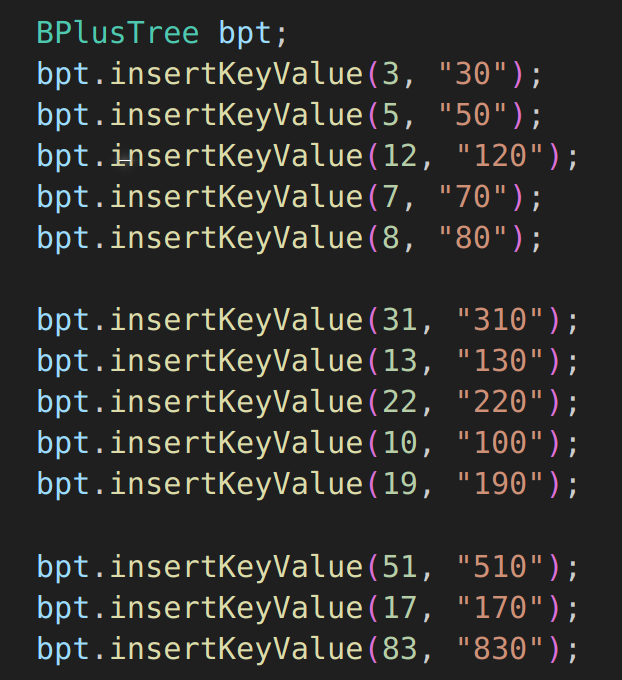 BPlusTree bpt;
bpt.insertKeyValue(3, "30");
bpt.insertKeyValue(5, "50");
bpt.insertKeyValue(12, "120");
bpt.insertKeyValue(7, "70");
bpt.insertKeyValue(8, "80");
bpt.insertKeyValue(31, "310");
bpt.insertKeyValue(13, "130");
bpt.insertKeyValue(22, "220");
bpt.insertKeyValue(10, "100");
bpt.insertKeyValue(19, "190");
bpt.insertKeyValue(51, "510");
bpt.insertKeyValue(17, "170");
bpt.insertKeyValue(83, "830");